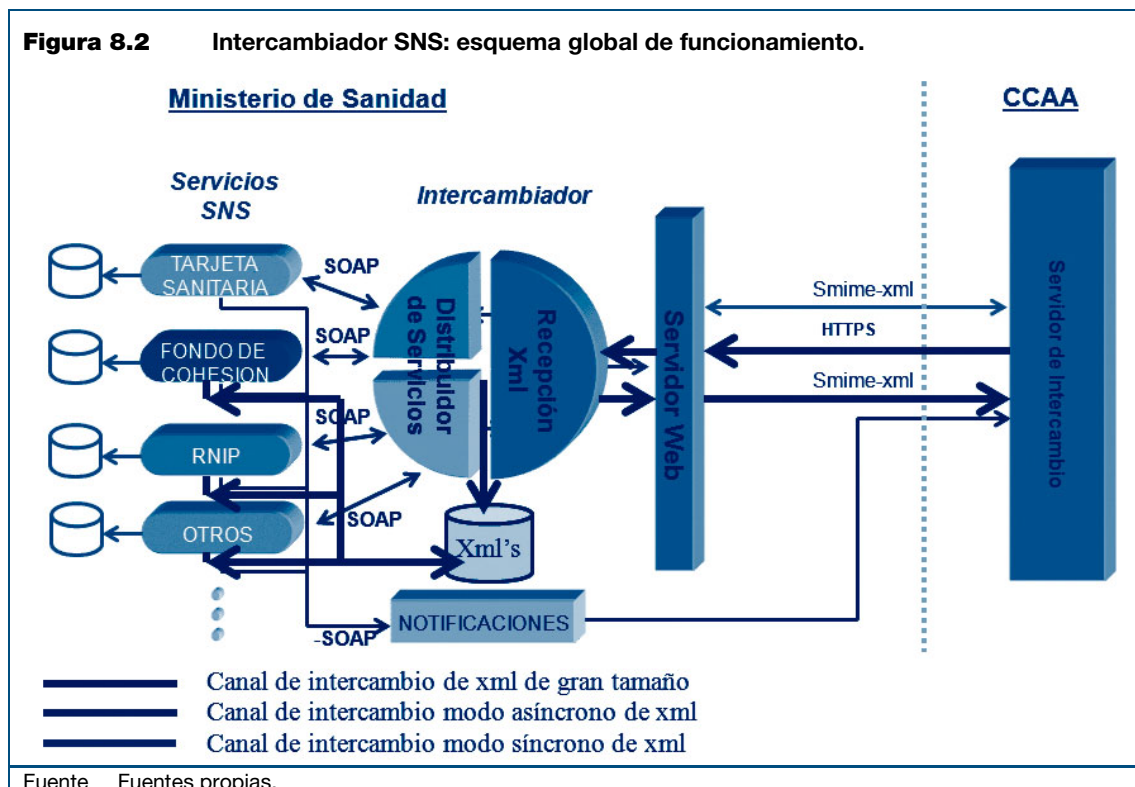 Figura 8.2 Intercambiador SNS: esquema global de funcionamiento.
Ministerio de Sanidad
CCAA
Servicios
SNS
Intercambiador
TARJETA
SANITARIA
SOAP
FONDO DE
COHESION
SOAP
RNIP
SOAP
OTROS
SOAP
Distribuidor
de Servicios
Recepción
Xml
Servidor Web
Smime-xml
HTTPS
Smime-xml
Servidor de Intercambio
Xml's
NOTIFICACIONES
-SOAP
Canal de intercambio de xml de gran tamaño
Canal de intercambio modo asíncrono de xml
Canal de intercambio modo síncrono de xml
Fuente Fuentes propias.